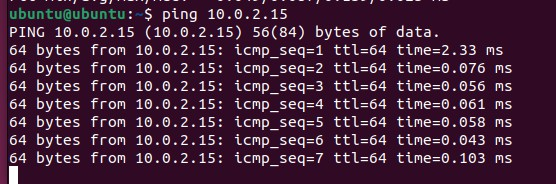 ubuntu@ubuntu:~$ ping 10.0.2.15
PING 10.0.2.15 (10.0.2.15) 56(84) bytes of data.
64 bytes from 10.0.2.15: icmp_seq=1 ttl=64 time=2.33 ms
64 bytes from 10.0.2.15: icmp_seq=2 ttl=64 time=0.076 ms
64 bytes from 10.0.2.15: icmp_seq=3 ttl=64 time=0.056 ms
64 bytes from 10.0.2.15: icmp_seq=4 ttl=64 time=0.061 ms
64 bytes from 10.0.2.15: icmp_seq=5 ttl=64 time=0.058 ms
64 bytes from 10.0.2.15: icmp_seq=6 ttl=64 time=0.043 ms
64 bytes from 10.0.2.15: icmp_seq=7 ttl=64 time=0.103 ms